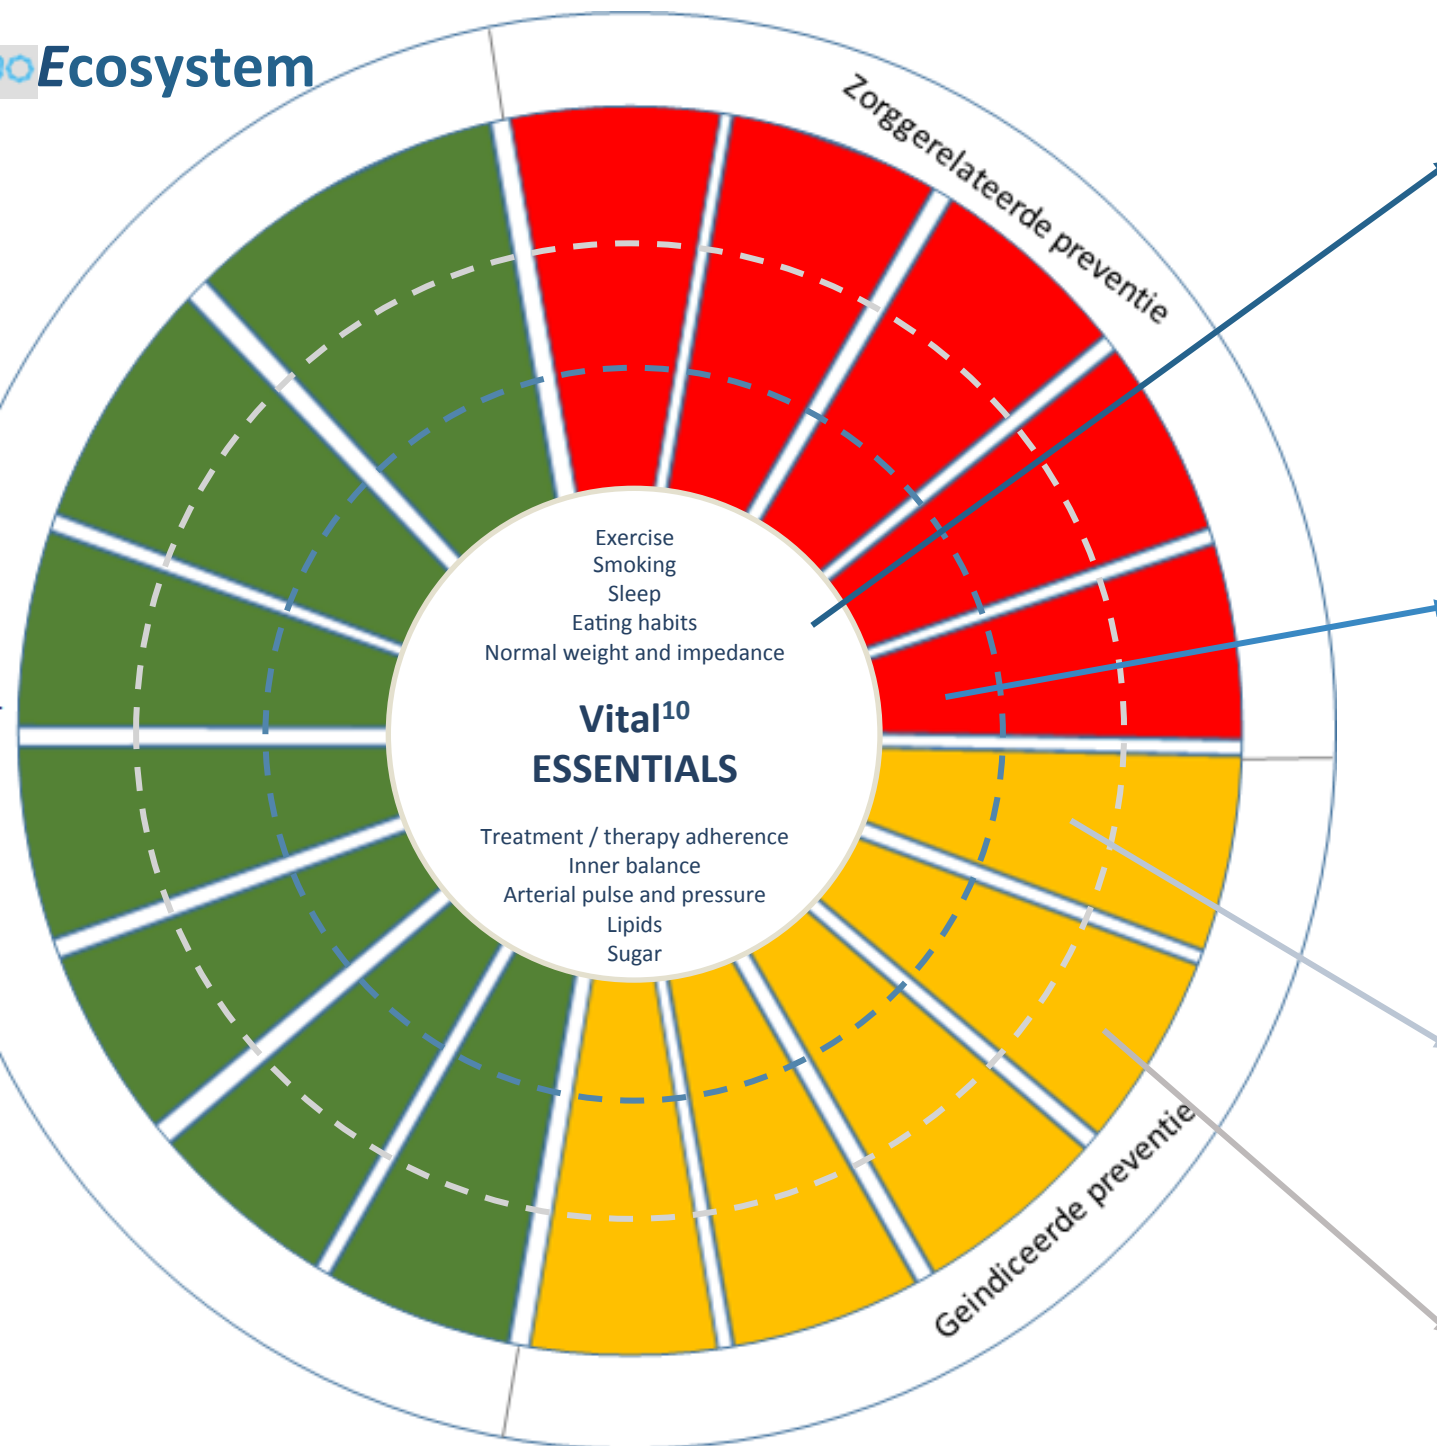 Ecosystem
Zorggerelateerde preventie
Exercise
Smoking
Sleep
Eating habits
Normal weight and impedance
Vital¹⁰
ESSENTIALS
Treatment / therapy adherence
Inner balance
Arterial pulse and pressure
Lipids
Sugar
Geindiceerde preventie